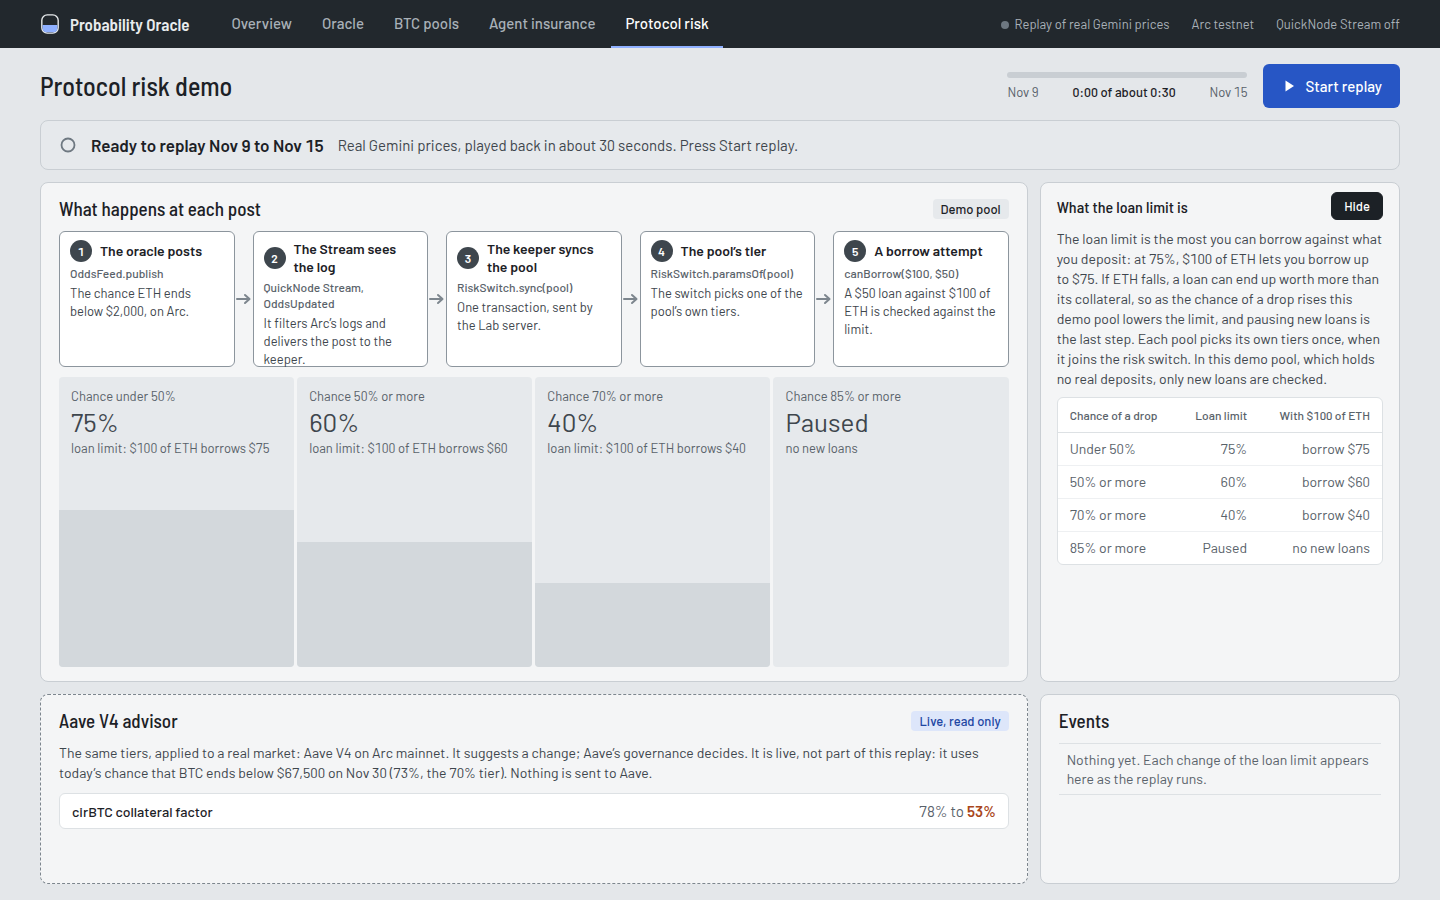 Probability Oracle
Overview
Oracle
BTC pools
Agent insurance
Protocol risk
Replay of real Gemini prices
Arc testnet
QuickNode Stream off
Protocol risk demo
Nov 9
0:00 of about 0:30
Nov 15
Start replay
Ready to replay Nov 9 to Nov 15
Real Gemini prices, played back in about 30 seconds. Press Start replay.
What happens at each post
Demo pool
1
The oracle posts
OddsFeed.publish
The chance ETH ends
below $2,000, on Arc.
2
The Stream sees
the log
QuickNode Stream,
OddsUpdated
It filters Arc's logs and
delivers the post to the
keeper.
3
The keeper syncs
the pool
RiskSwitch.sync(pool)
One transaction, sent by
the Lab server.
4
The pool's tier
RiskSwitch.paramsOf(pool)
The switch picks one of the
pool's own tiers.
5
A borrow attempt
canBorrow($100, $50)
A $50 loan against $100 of
ETH is checked against the
limit.
Chance under 50%
75%
loan limit: $100 of ETH borrows $75
Chance 50% or more
60%
loan limit: $100 of ETH borrows $60
Chance 70% or more
40%
loan limit: $100 of ETH borrows $40
Chance 85% or more
Paused
no new loans
What the loan limit is
Hide
The loan limit is the most you can borrow against what
you deposit: at 75%, $100 of ETH lets you borrow up
to $75. If ETH falls, a loan can end up worth more than
its collateral, so as the chance of a drop rises this
demo pool lowers the limit, and pausing new loans is
the last step. Each pool picks its own tiers once, when
it joins the risk switch. In this demo pool, which holds
no real deposits, only new loans are checked.
Chance of a drop
Loan limit
With $100 of ETH
Under 50%
75%
borrow $75
50% or more
60%
borrow $60
70% or more
40%
borrow $40
85% or more
Paused
no new loans
Aave V4 advisor
Live, read only
The same tiers, applied to a real market: Aave V4 on Arc mainnet. It suggests a change; Aave's governance decides. It is live, not part of this replay: it uses
today's chance that BTC ends below $67,500 on Nov 30 (73%, the 70% tier). Nothing is sent to Aave.
cirBTC collateral factor
78% to 53%
Events
Nothing yet. Each change of the loan limit appears
here as the replay runs.